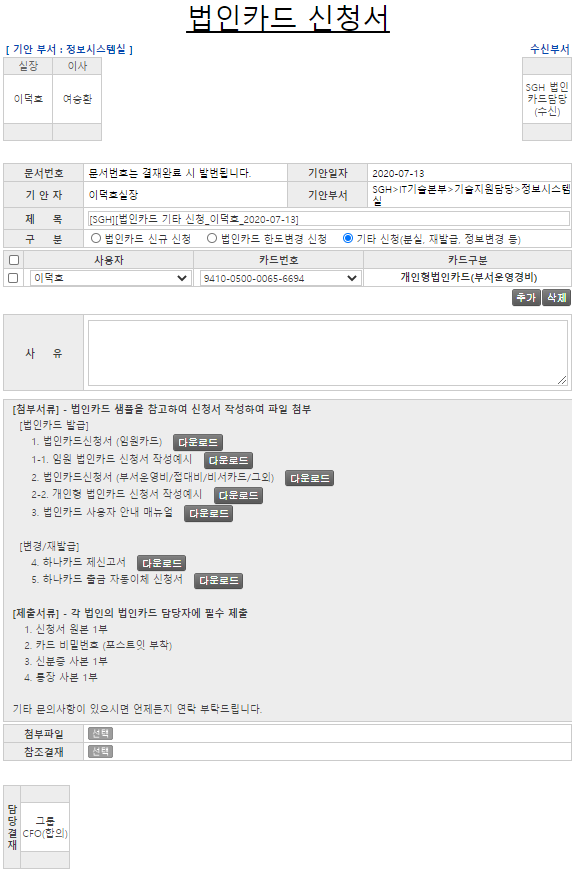 법인카드 신청서
[ 기안 부서 : 정보시스템실 ] 수신부서
실장 이사
이덕호 여승환
SGH 법인
카드담당
(수신)
문서번호 문서번호는 결재완료 시 발번됩니다. 기안일자 2020-07-13
기 안 자 이덕호실장 기안부서 SGH>IT기술본부>기술지원담당>정보시스템
실
제 목 [SGH][법인카드 기타 신청_이덕호_2020-07-13]
구 분 법인카드 신규 신청 법인카드 한도변경 신청 기타 신청(분실, 재발급, 정보변경 등)
사용자 카드번호 카드구분
이덕호 9410-0500-0065-6694 개인형법인카드(부서운영경비)
추가 삭제
사 유
[첨부서류] - 법인카드 샘플을 참고하여 신청서 작성하여 파일 첨부
[법인카드 발급]
1. 법인카드신청서 (임원카드) 다운로드
1-1. 임원 법인카드 신청서 작성예시 다운로드
2. 법인카드신청서 (부서운영비/접대비/비서카드/그외) 다운로드
2-2. 개인형 법인카드 신청서 작성예시 다운로드
3. 법인카드 사용자 안내 매뉴얼 다운로드
[변경/재발급]
4. 하나카드 제신고서 다운로드
5. 하나카드 출금 자동이체 신청서 다운로드
[제출서류] - 각 법인의 법인카드 담당자에 필수 제출
1. 신청서 원본 1부
2. 카드 비밀번호 (포스트잇 부착)
3. 신분증 사본 1부
4. 통장 사본 1부
기타 문의사항이 있으시면 언제든지 연락 부탁드립니다.
첨부파일 선택
참조결재 선택
담당결재
그룹
CFO(합의)